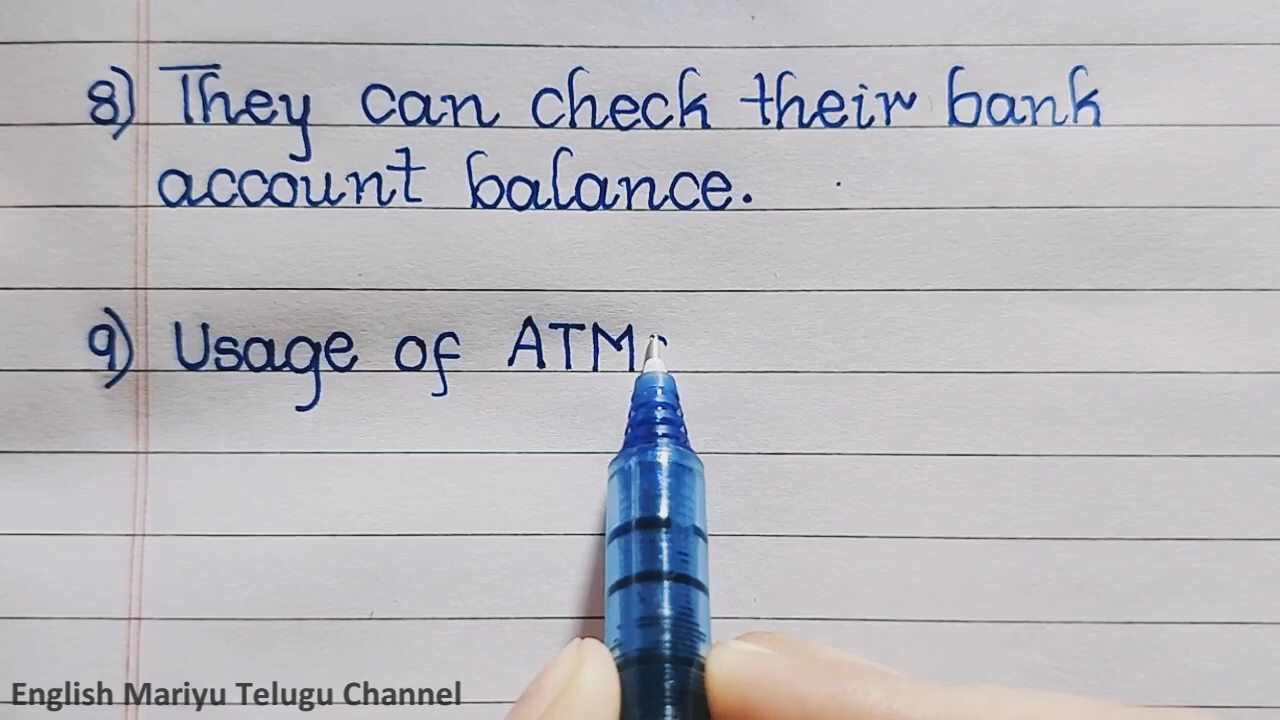 8) They can check their bank
account balance.
9) Usage of ATM
English Mariyu Telugu Channel